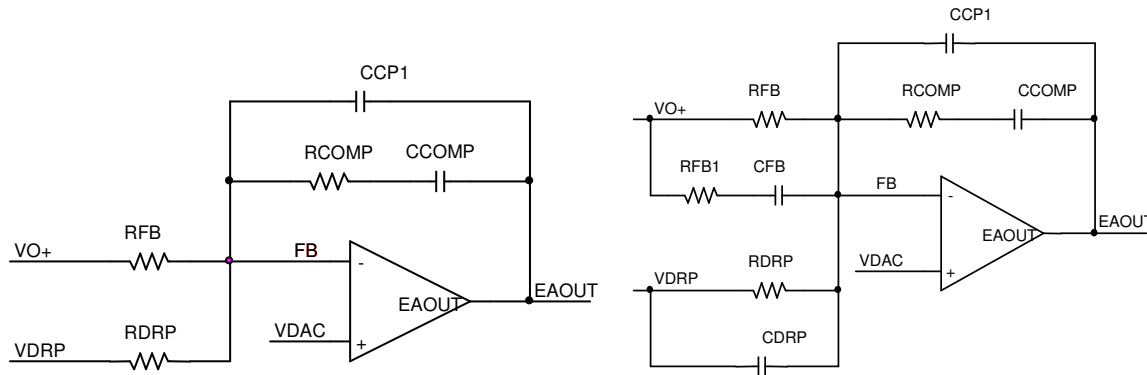 CCP1
RCOMP CCOMP
RFB
VO+ FB
EAOUT EAOUT
RDRP VDAC
VDRP
CCP1
RFB RCOMP CCOMP
VO+
RFB1 CFB FB
EAOUT EAOUT
RDRP VDAC
VDRP
CDRP